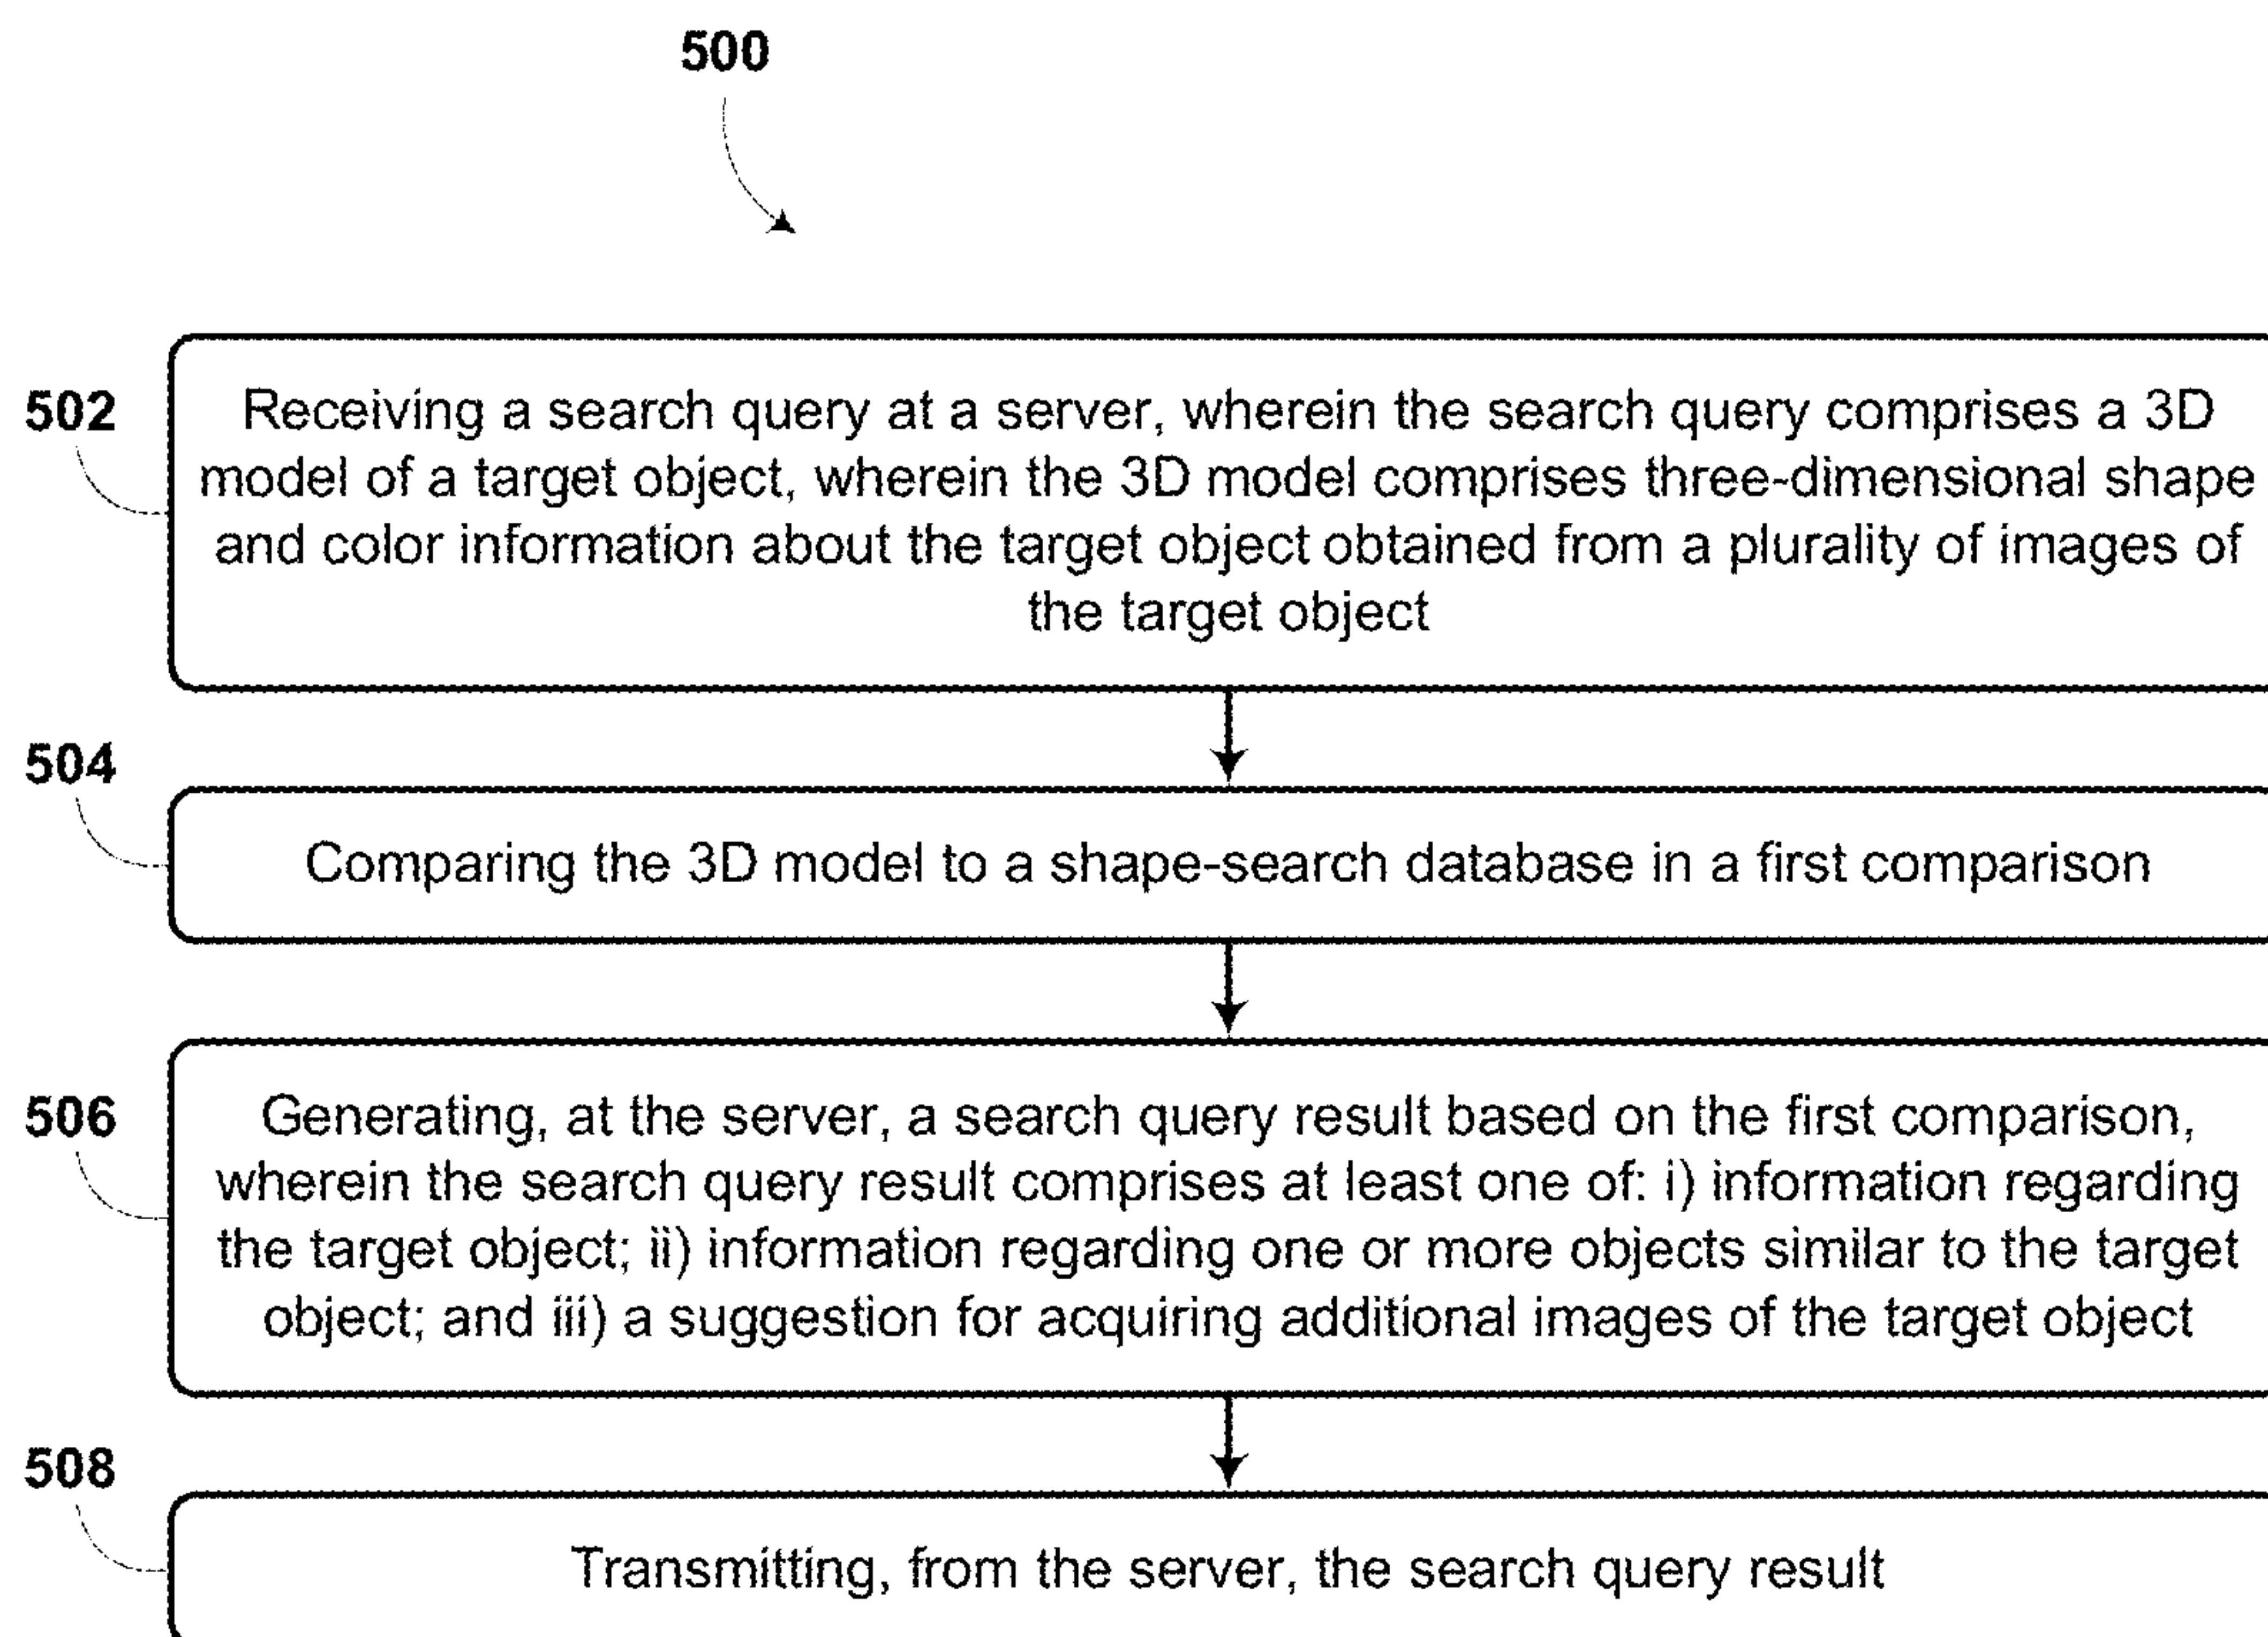 500
502
Receiving a search query at a server, wherein the search query comprises a 3D
model of a target object, wherein the 3D model comprises three-dimensional shape
and color information about the target object obtained from a plurality of images of
the target object
504
Comparing the 3D model to a shape-search database in a first comparison
506
Generating, at the server, a search query result based on the first comparison,
wherein the search query result comprises at least one of: i) information regarding
the target object; ii) information regarding one or more objects similar to the target
object; and iii) a suggestion for acquiring additional images of the target object
508
Transmitting, from the server, the search query result